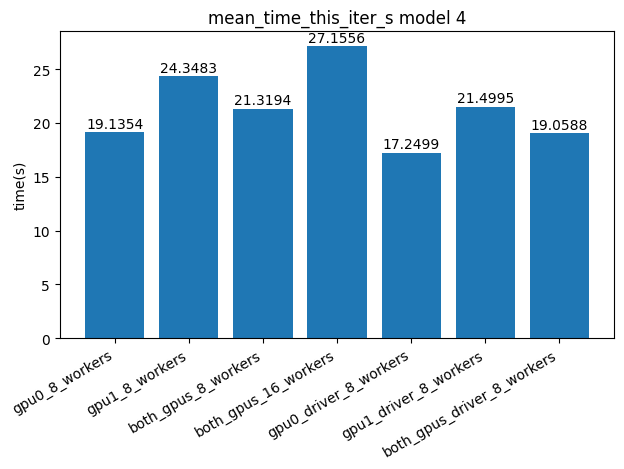 mean_time_this_iter_s model 4
time(s)
25
20
15
10
5
0
19.1354
24.3483
21.3194
27.1556
17.2499
21.4995
19.0588
gpu0_8_workers
gpu1_8_workers
both_gpus_8_workers
both_gpus_16_workers
gpu0_driver_8_workers
gpu1_driver_8_workers
both_gpus_driver_8_workers